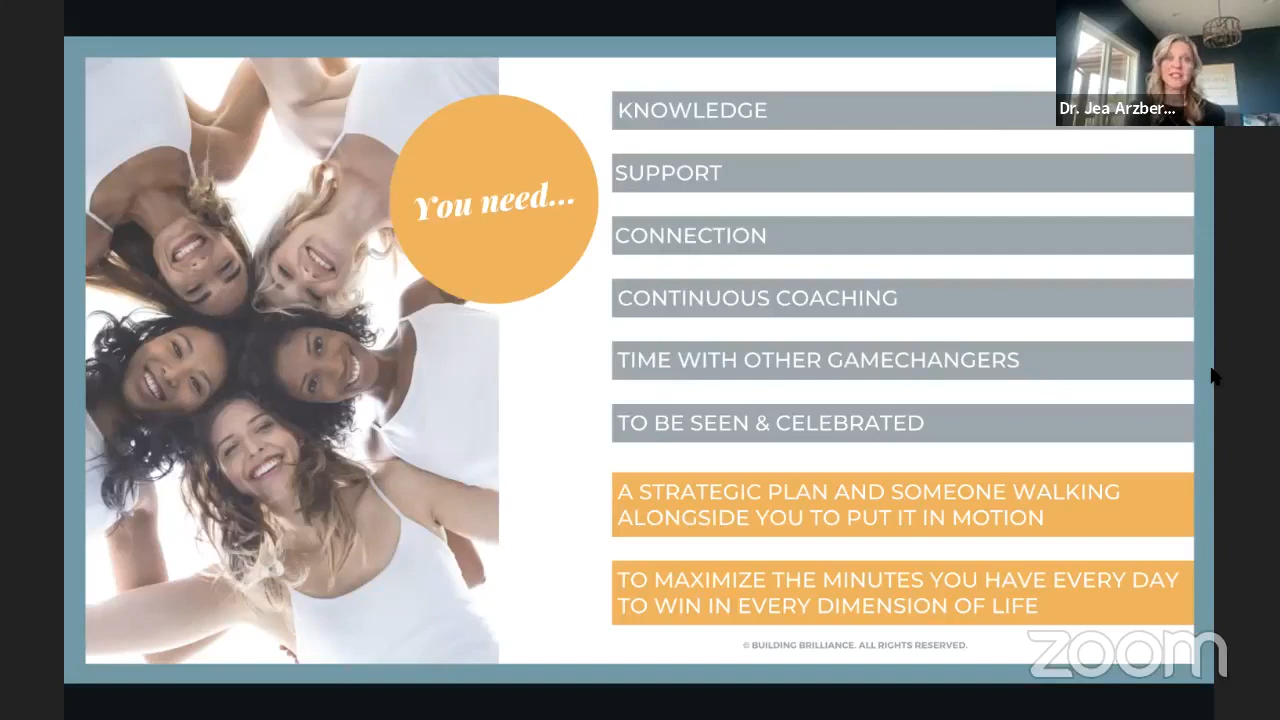 You need...
KNOWLEDGE
SUPPORT
CONNECTION
CONTINUOUS COACHING
TIME WITH OTHER GAMECHANGERS
TO BE SEEN & CELEBRATED
A STRATEGIC PLAN AND SOMEONE WALKING
ALONGSIDE YOU TO PUT IT IN MOTION
TO MAXIMIZE THE MINUTES YOU HAVE EVERY DAY
TO WIN IN EVERY DIMENSION OF LIFE
© BUILDING BRILLIANCE. ALL RIGHTS RESERVED.
Dr. Jea Arzber...
zoom